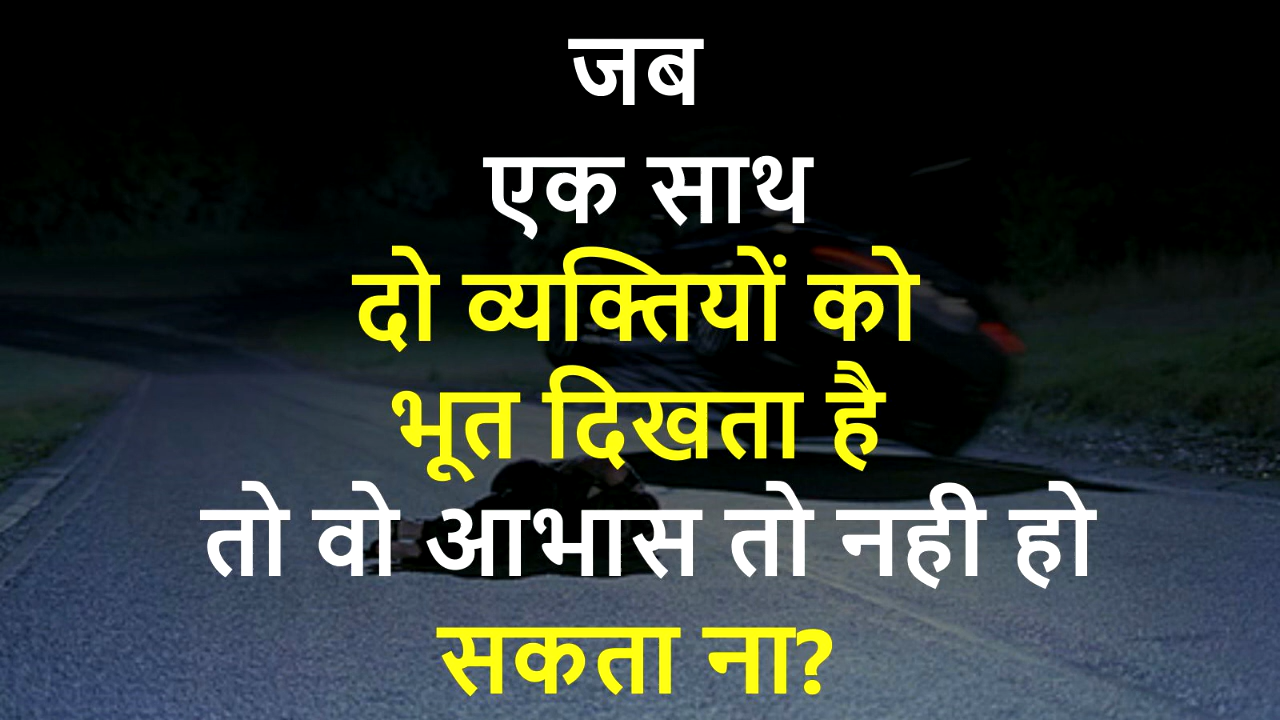 जब
एक साथ
दो व्यक्तियों को
भूत दिखता है
तो वो आभास तो नही हो
सकता ना?